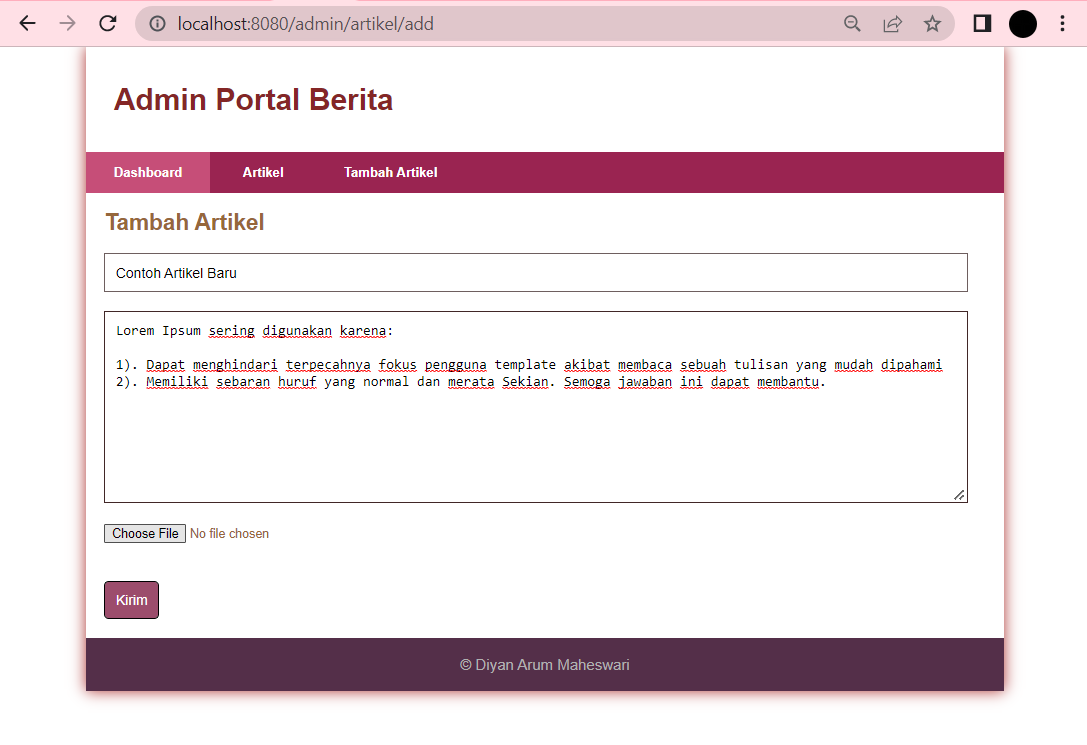 localhost:8080/admin/artikel/add
Admin Portal Berita
Dashboard Artikel Tambah Artikel
Tambah Artikel
Contoh Artikel Baru
Lorem Ipsum sering digunakan karena:
1). Dapat menghindari terpecahnya fokus pengguna template akibat membaca sebuah tulisan yang mudah dipahami
2). Memiliki sebaran huruf yang normal dan merata Sekian. Semoga jawaban ini dapat membantu.
Choose File No file chosen
Kirim
© Diyan Arum Maheswari